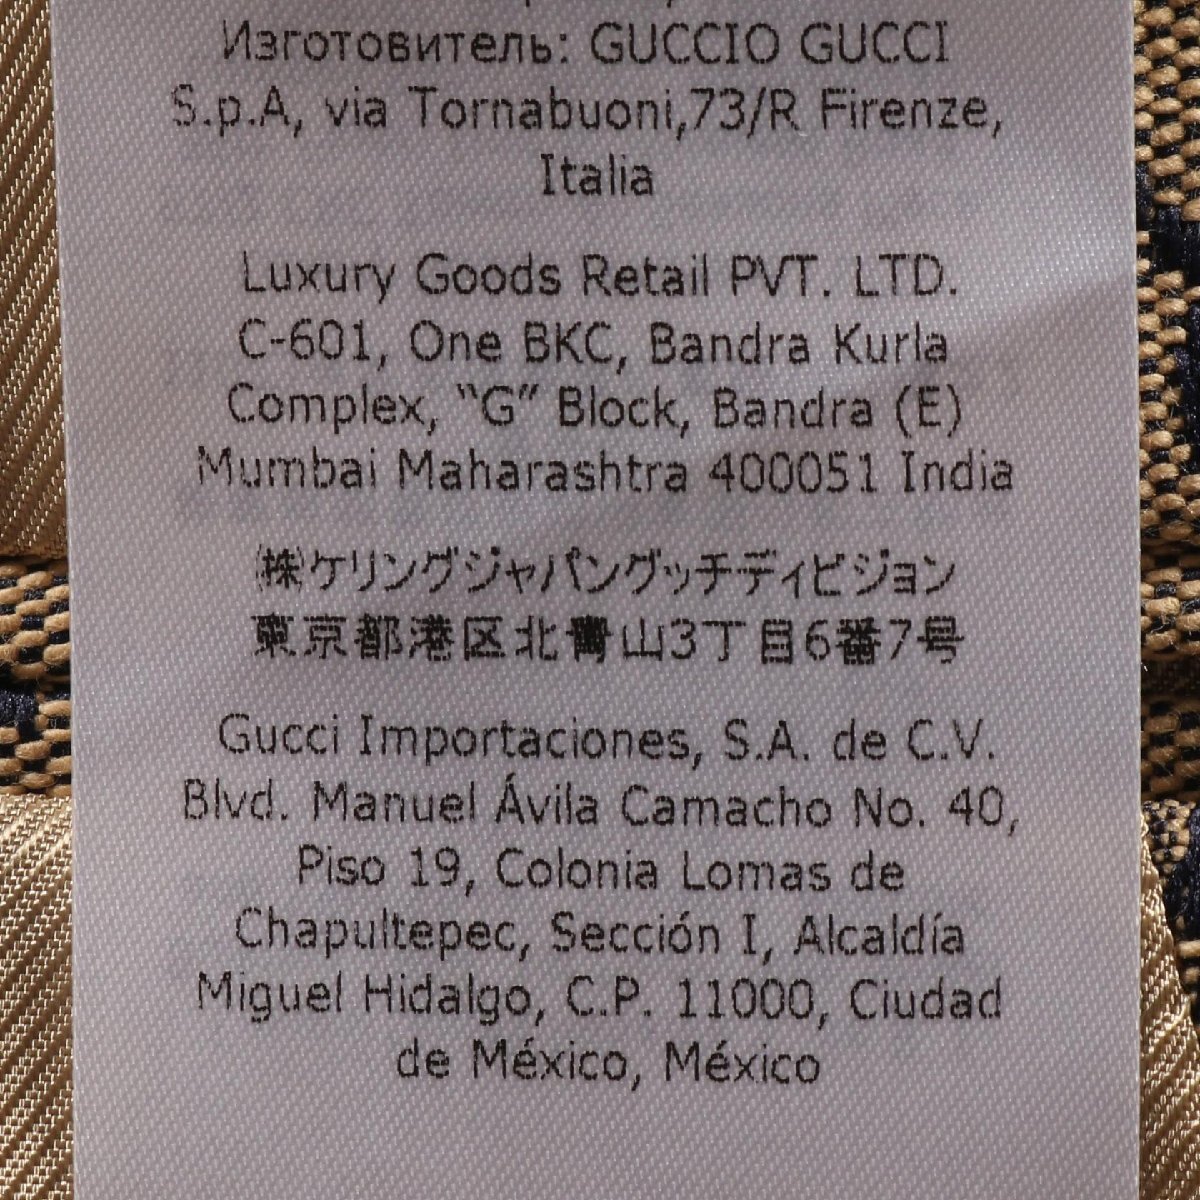 Изготовитель: GUCCIO GUCCI
S.p.A, via Tornabuoni,73/R Firenze,
Italia
Luxury Goods Retail PVT. LTD.
C-601, One BKC, Bandra Kurla
Complex, “G” Block, Bandra (E)
Mumbai Maharashtra 400051 India
㈱ケリングジャパングッチディビジョン
東京都港区北青山3丁目6番7号
Gucci Importaciones, S.A. de C.V.
Blvd. Manuel Ávila Camacho No. 40,
Piso 19, Colonia Lomas de
Chapultepec, Sección I, Alcaldía
Miguel Hidalgo, C.P. 11000, Ciudad
de México, México